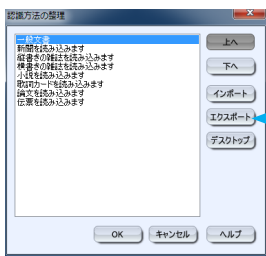 認識方法の整理
一般文書
新聞を読み込みます
縦書きの雑誌を読み込みます
横書きの雑誌を読み込みます
小説を読み込みます
歌詞カードを読み込みます
論文を読み込みます
伝票を読み込みます
上へ
下へ
インポート
エクスポート
デスクトップ
OK
キャンセル
ヘルプ